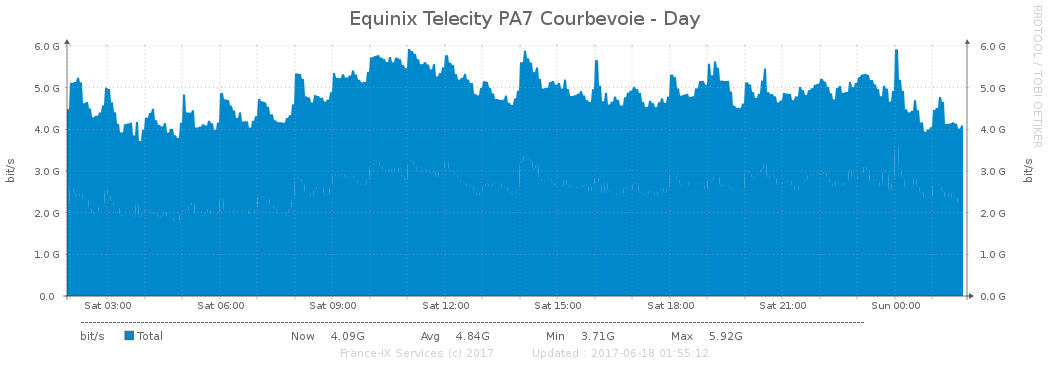 Equinix Telecity PA7 Courbevoie - Day
RRDTOOL / TOBI OETIKER
bit/s
6.0 G 6.0 G
5.0 G 5.0 G
4.0 G 4.0 G
3.0 G 3.0 G
2.0 G 2.0 G
1.0 G 1.0 G
0.0 0.0 G
bit/s
Sat 03:00 Sat 06:00 Sat 09:00 Sat 12:00 Sat 15:00 Sat 18:00 Sat 21:00 Sun 00:00
bit/s Total Now 4.09G Avg 4.84G Min 3.71G Max 5.92G
France-IX Services (c) 2017 Updated : 2017-06-18 01:55:12